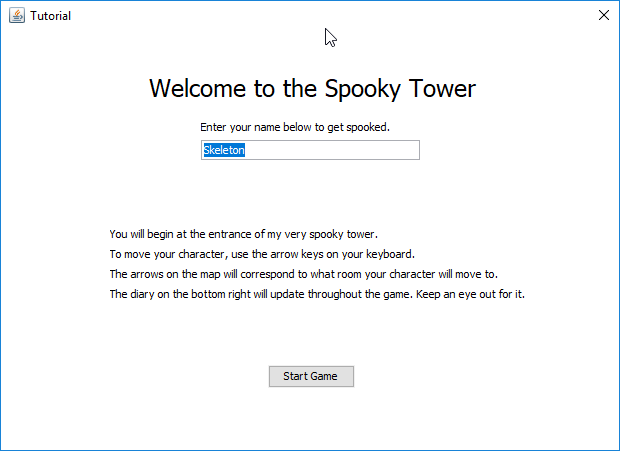 Tutorial
Welcome to the Spooky Tower
Enter your name below to get spooked.
Skeleton
You will begin at the entrance of my very spooky tower.
To move your character, use the arrow keys on your keyboard.
The arrows on the map will correspond to what room your character will move to.
The diary on the bottom right will update throughout the game. Keep an eye out for it.
Start Game